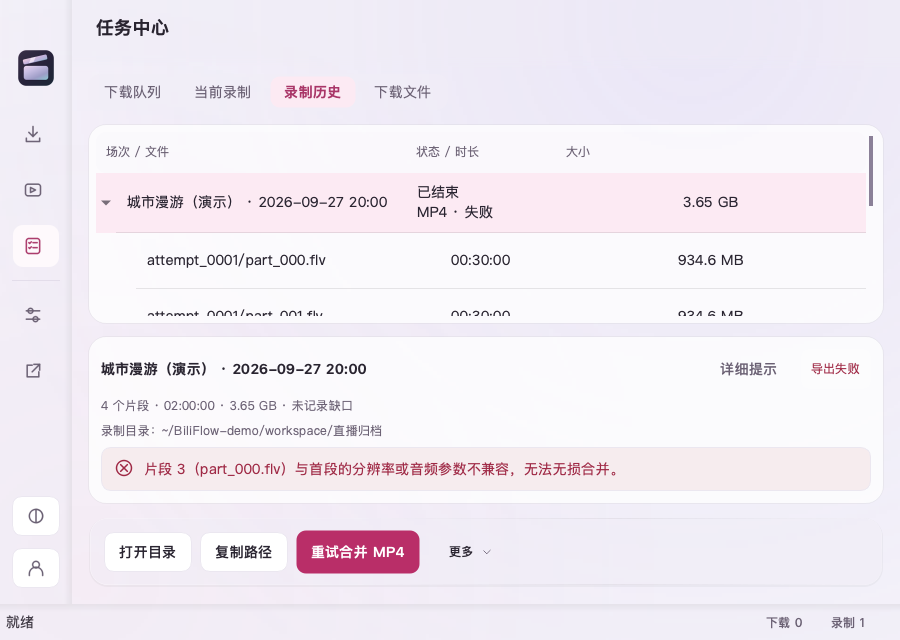 任务中心
下载队列 当前录制 录制历史 下载文件
场次 / 文件 状态 / 时长 大小
城市漫游（演示） · 2026-09-27 20:00 已结束 3.65 GB
MP4 · 失败
attempt_0001/part_000.flv 00:30:00 934.6 MB
attempt_0001/part_001.flv 00:30:00 934.6 MB
城市漫游（演示） · 2026-09-27 20:00 详细提示 导出失败
4 个片段 · 02:00:00 · 3.65 GB · 未记录缺口
录制目录：~/BiliFlow-demo/workspace/直播归档
片段 3（part_000.flv）与首段的分辨率或音频参数不兼容，无法无损合并。
打开目录 复制路径 重试合并 MP4 更多
就绪 下载 0 录制 1